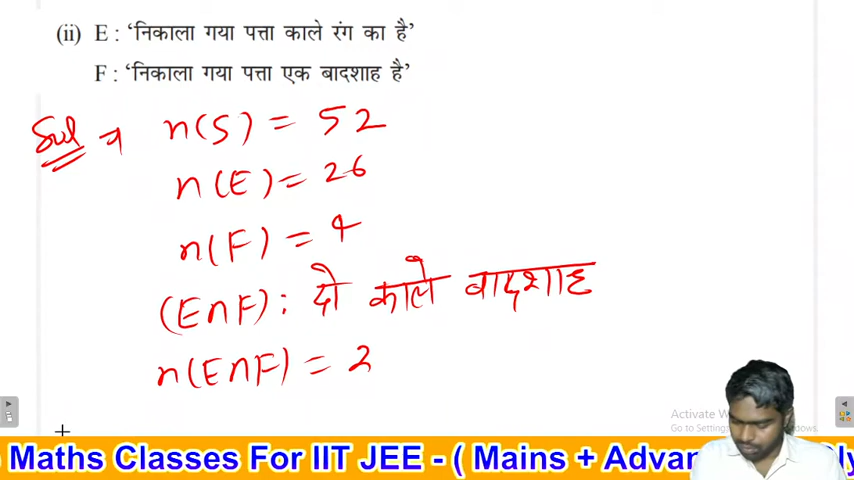 (ii) E : ‘निकाला गया पत्ता काले रंग का है’
F : ‘निकाला गया पत्ता एक बादशाह है’
Sol
n(S) = 52
n(E) = 26
n(F) = 4
(E∩F) : दो काले बादशाह
n(E∩F) = 2
Activate W
Go to Settings
Windows.
Maths Classes For IIT JEE - ( Mains + Advan